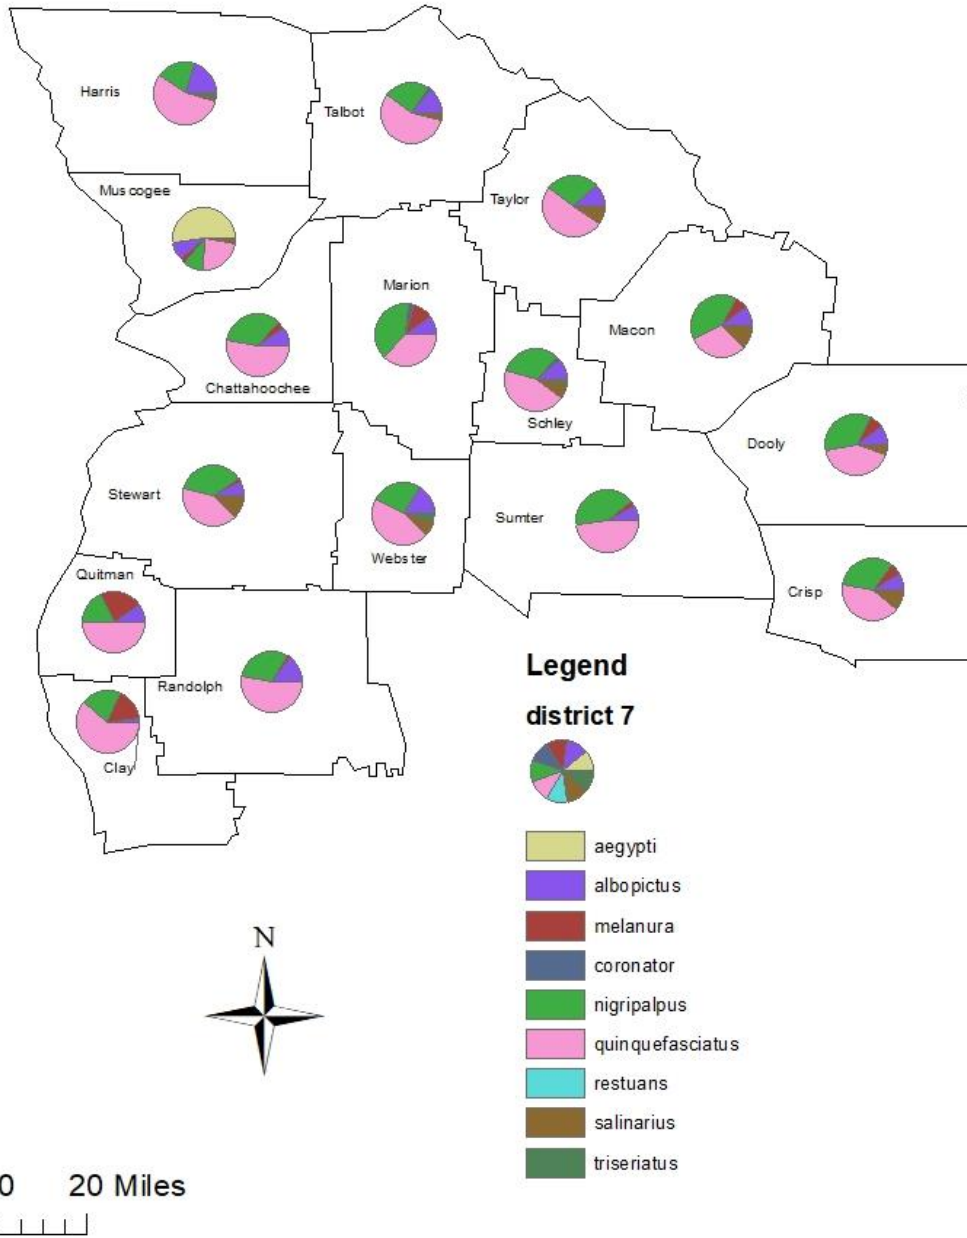 Harris
Talbot
Muscogee
Taylor
Marion
Macon
Chattahoochee
Schley
Dooly
Stewart
Sumter
Webster
Quitman
Crisp
Randolph
Clay
Legend
district 7
aegypti
albopictus
melanura
coronator
nigripalpus
quinquefasciatus
restuans
salinarius
triseriatus
N
0 20 Miles